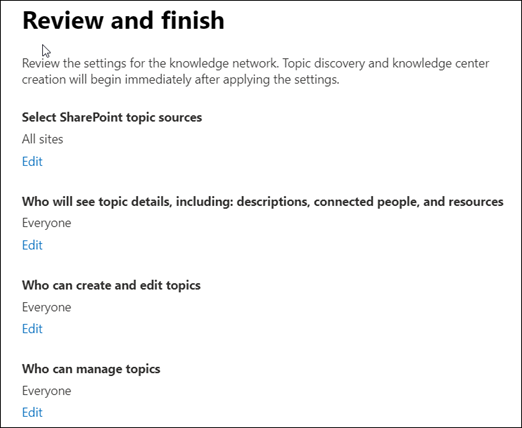 Review and finish
Review the settings for the knowledge network. Topic discovery and knowledge center
creation will begin immediately after applying the settings.
Select SharePoint topic sources
All sites
Edit
Who will see topic details, including: descriptions, connected people, and resources
Everyone
Edit
Who can create and edit topics
Everyone
Edit
Who can manage topics
Everyone
Edit